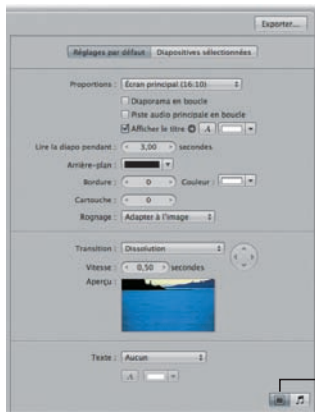 Exporter...
Réglages par défaut Diapositives sélectionnées
Proportions : Écran principal (16:10)
Diaporama en boucle
Piste audio principale en boucle
Afficher le titre A
Lire la diapo pendant : 3,00 secondes
Arrière-plan :
Bordure : 0 Couleur :
Cartouche : 0
Rognage : Adapter à l'image
Transition : Dissolution
Vitesse : 0,50 secondes
Aperçu :
Texte : Aucun
A